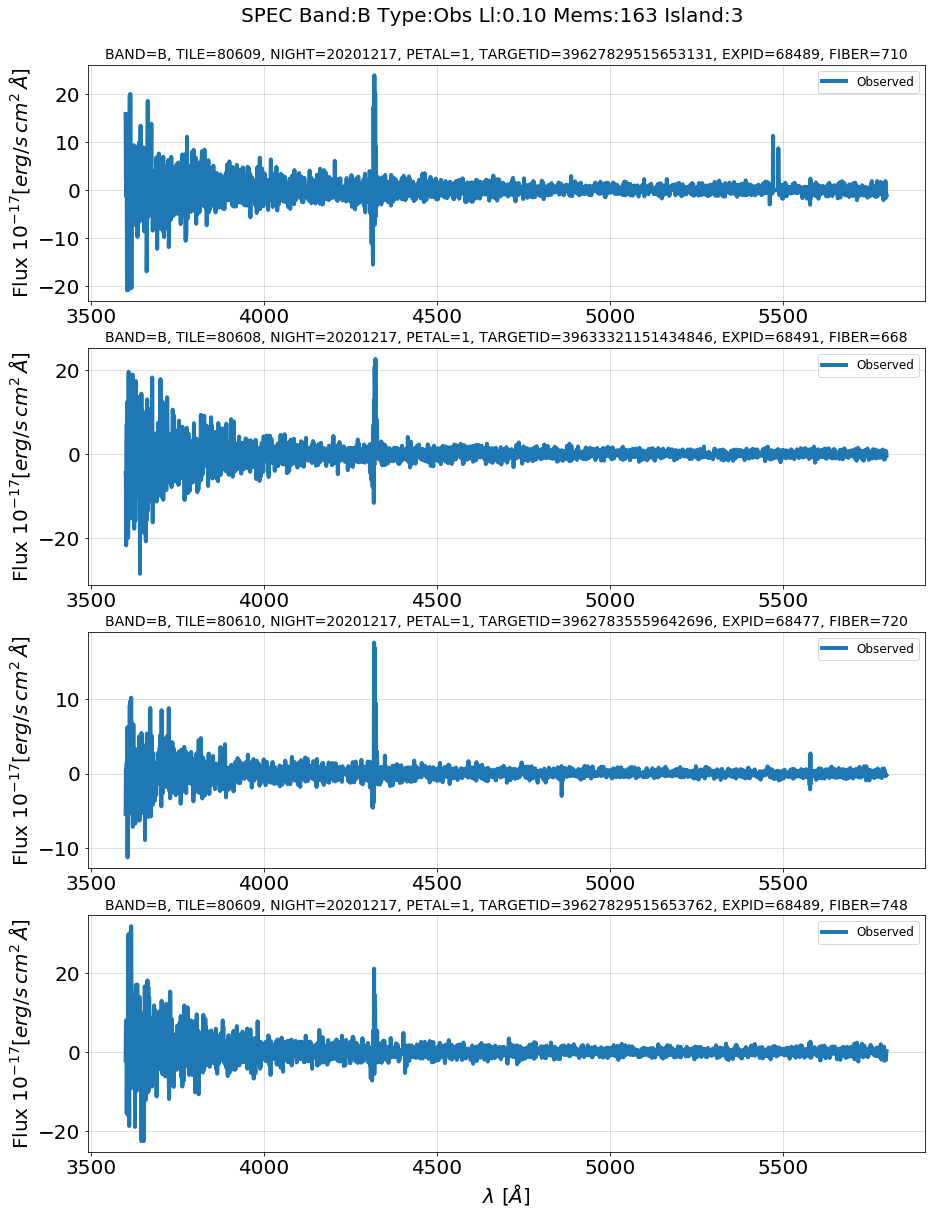 SPEC Band:B Type:Obs Ll:0.10 Mems:163 Island:3
BAND=B, TILE=80609, NIGHT=20201217, PETAL=1, TARGETID=39627829515653131, EXPID=68489, FIBER=710
Observed
20
10
0
−10
−20
Flux 10^{−17}[erg/s cm^2 Å]
3500 4000 4500 5000 5500
BAND=B, TILE=80608, NIGHT=20201217, PETAL=1, TARGETID=39633321151434846, EXPID=68491, FIBER=668
Observed
20
0
−20
Flux 10^{−17}[erg/s cm^2 Å]
3500 4000 4500 5000 5500
BAND=B, TILE=80610, NIGHT=20201217, PETAL=1, TARGETID=39627835559642696, EXPID=68477, FIBER=720
Observed
10
0
−10
Flux 10^{−17}[erg/s cm^2 Å]
3500 4000 4500 5000 5500
BAND=B, TILE=80609, NIGHT=20201217, PETAL=1, TARGETID=39627829515653762, EXPID=68489, FIBER=748
Observed
20
0
−20
Flux 10^{−17}[erg/s cm^2 Å]
3500 4000 4500 5000 5500
λ [Å]